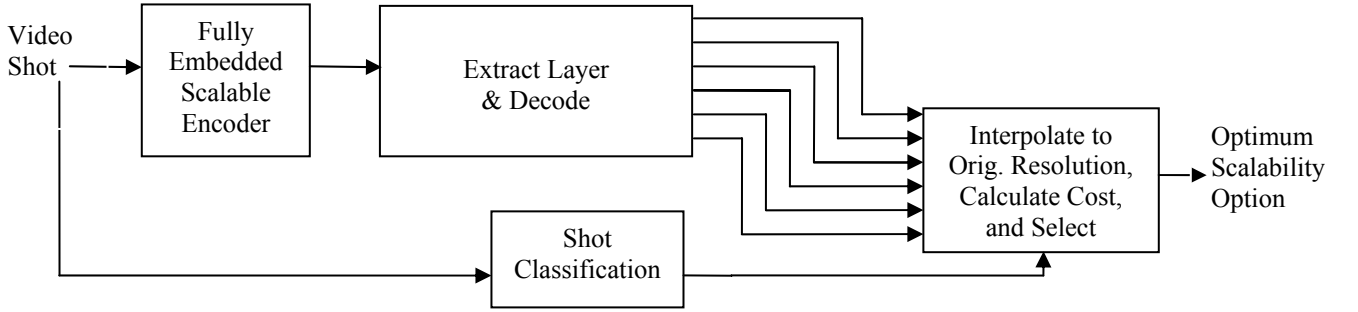 Video
Shot
Fully
Embedded
Scalable
Encoder
Extract Layer
& Decode
Interpolate to
Orig. Resolution,
Calculate Cost,
and Select
Optimum
Scalability
Option
Shot
Classification